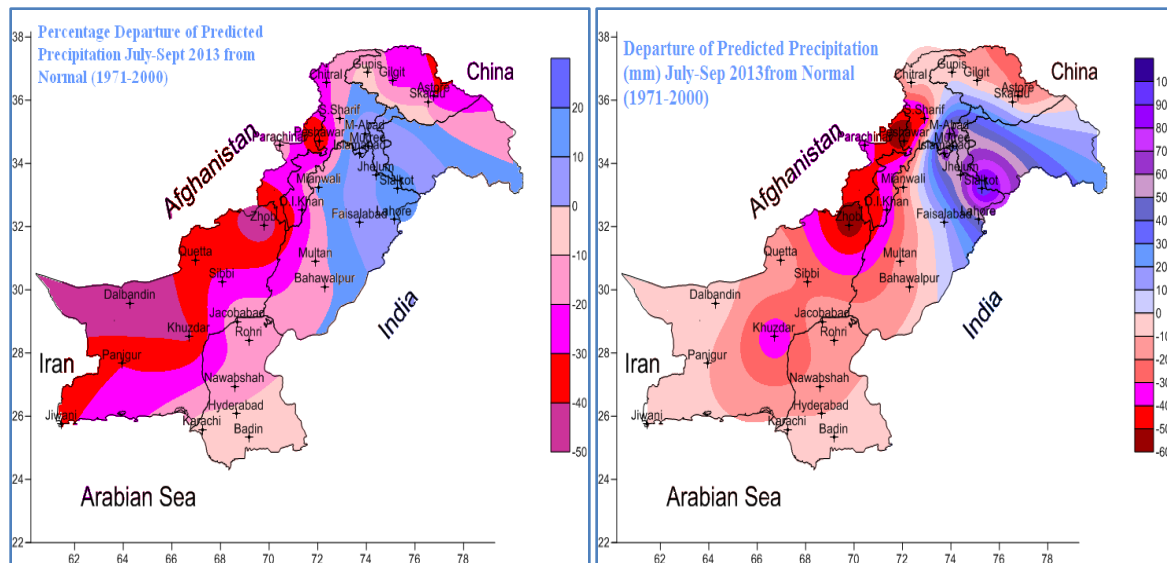 Percentage Departure of Predicted
Precipitation July-Sept 2013 from
Normal (1971-2000)
38
36
34
32
30
28
26
24
22
62
64
66
68
70
72
74
76
78
China
Afghanistan
Iran
India
Arabian Sea
Gupis
Chitral
Gilgit
Astore
Skardu
S.Sharif
M-Abad
Parachinar
Murree
Islamabad
Jhelum
Mianwali
Sialkot
D.I.Khan
Zhob
Faisalabad
Lahore
Quetta
Sibbi
Multan
Bahawalpur
Dalbandin
Khuzdar
Jacobabad
Rohri
Panjgur
Nawabshah
Jiwani
Hyderabad
Karachi
Badin
20
10
0
-10
-20
-30
-40
-50
Departure of Predicted Precipitation
(mm) July-Sep 2013from Normal
(1971-2000)
38
36
34
32
30
28
26
24
22
62
64
66
68
70
72
74
76
78
China
Afghanistan
Iran
India
Arabian Sea
Gupis
Chitral
Gilgit
Astore
Skardu
S.Sharif
M-Abad
Parachinar
Murree
Islamabad
Jhelum
Mianwali
Sialkot
D.I.Khan
Zhob
Faisalabad
Lahore
Quetta
Sibbi
Multan
Bahawalpur
Dalbandin
Khuzdar
Jacobabad
Rohri
Panjgur
Nawabshah
Jiwani
Hyderabad
Karachi
Badin
90
80
70
60
50
40
30
20
10
0
-10
-20
-30
-40
-50